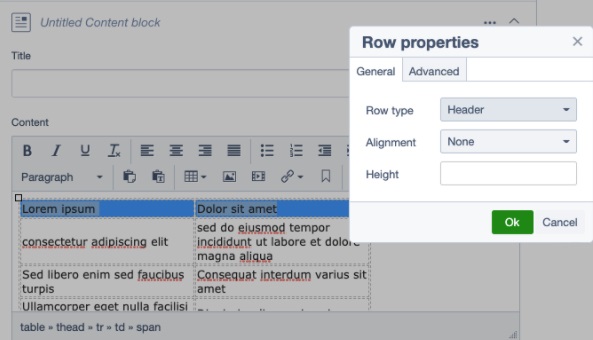 Untitled Content block
Title
Content
B I U Tx
Paragraph
Lorem ipsum
Dolor sit amet
consectetur adipiscing elit
sed do ejusmod tempor
incididunt ut labore et dolore
magna aliqua
Sed libero enim sed faucibus
turpis
Consequat interdum varius sit
amet
Ullamcorper eget nulla facilisi
table » thead » tr » td » span
Row properties
General
Advanced
Row type
Header
Alignment
None
Height
Ok
Cancel